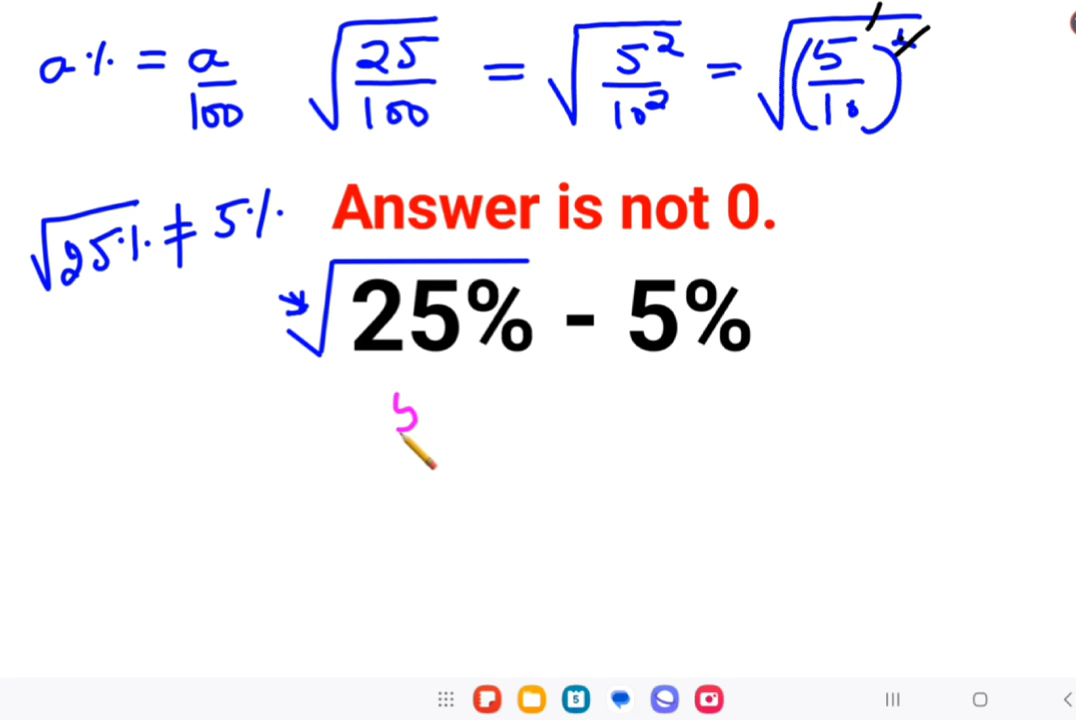 a% = a/100 √(25/100) = √(5²/10²) = √(5/10)²
√25% ≠ 5% Answer is not 0.
√25% - 5%
5